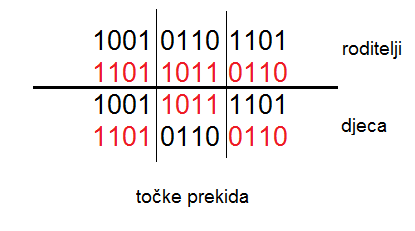 1001 0110 1101
roditelji
1101 1011 0110
1001 1011 1101
djeca
1101 0110 0110
točke prekida